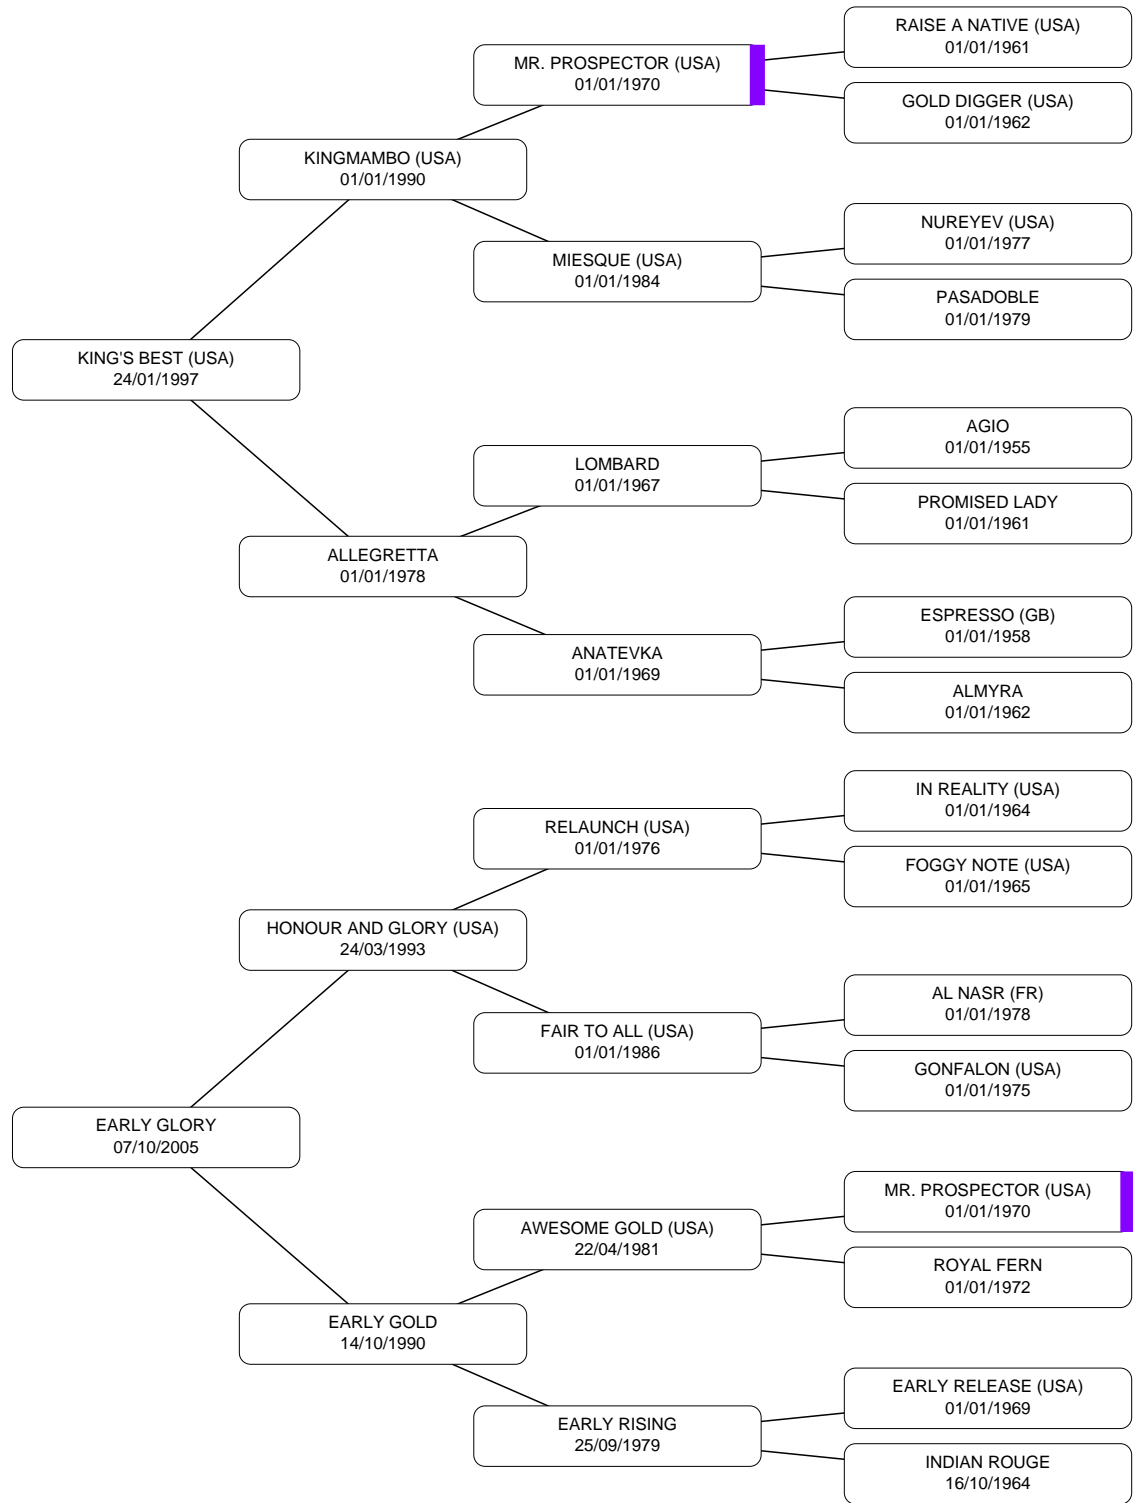 RAISE A NATIVE (USA)
01/01/1961
MR. PROSPECTOR (USA)
01/01/1970
GOLD DIGGER (USA)
01/01/1962
KINGMAMBO (USA)
01/01/1990
NUREYEV (USA)
01/01/1977
MIESQUE (USA)
01/01/1984
PASADOBLE
01/01/1979
KING'S BEST (USA)
24/01/1997
AGIO
01/01/1955
LOMBARD
01/01/1967
PROMISED LADY
01/01/1961
ALLEGRETTA
01/01/1978
ESPRESSO (GB)
01/01/1958
ANATEVKA
01/01/1969
ALMYRA
01/01/1962
IN REALITY (USA)
01/01/1964
RELAUNCH (USA)
01/01/1976
FOGGY NOTE (USA)
01/01/1965
HONOUR AND GLORY (USA)
24/03/1993
AL NASR (FR)
01/01/1978
FAIR TO ALL (USA)
01/01/1986
GONFALON (USA)
01/01/1975
EARLY GLORY
07/10/2005
MR. PROSPECTOR (USA)
01/01/1970
AWESOME GOLD (USA)
22/04/1981
ROYAL FERN
01/01/1972
EARLY GOLD
14/10/1990
EARLY RELEASE (USA)
01/01/1969
EARLY RISING
25/09/1979
INDIAN ROUGE
16/10/1964